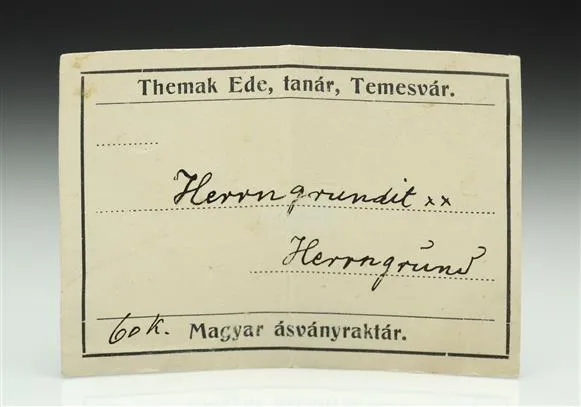 Themak Ede, tanár, Temesvár.
Herrngrundit xx
Herrngrund
60 k. Magyar ásványraktár.